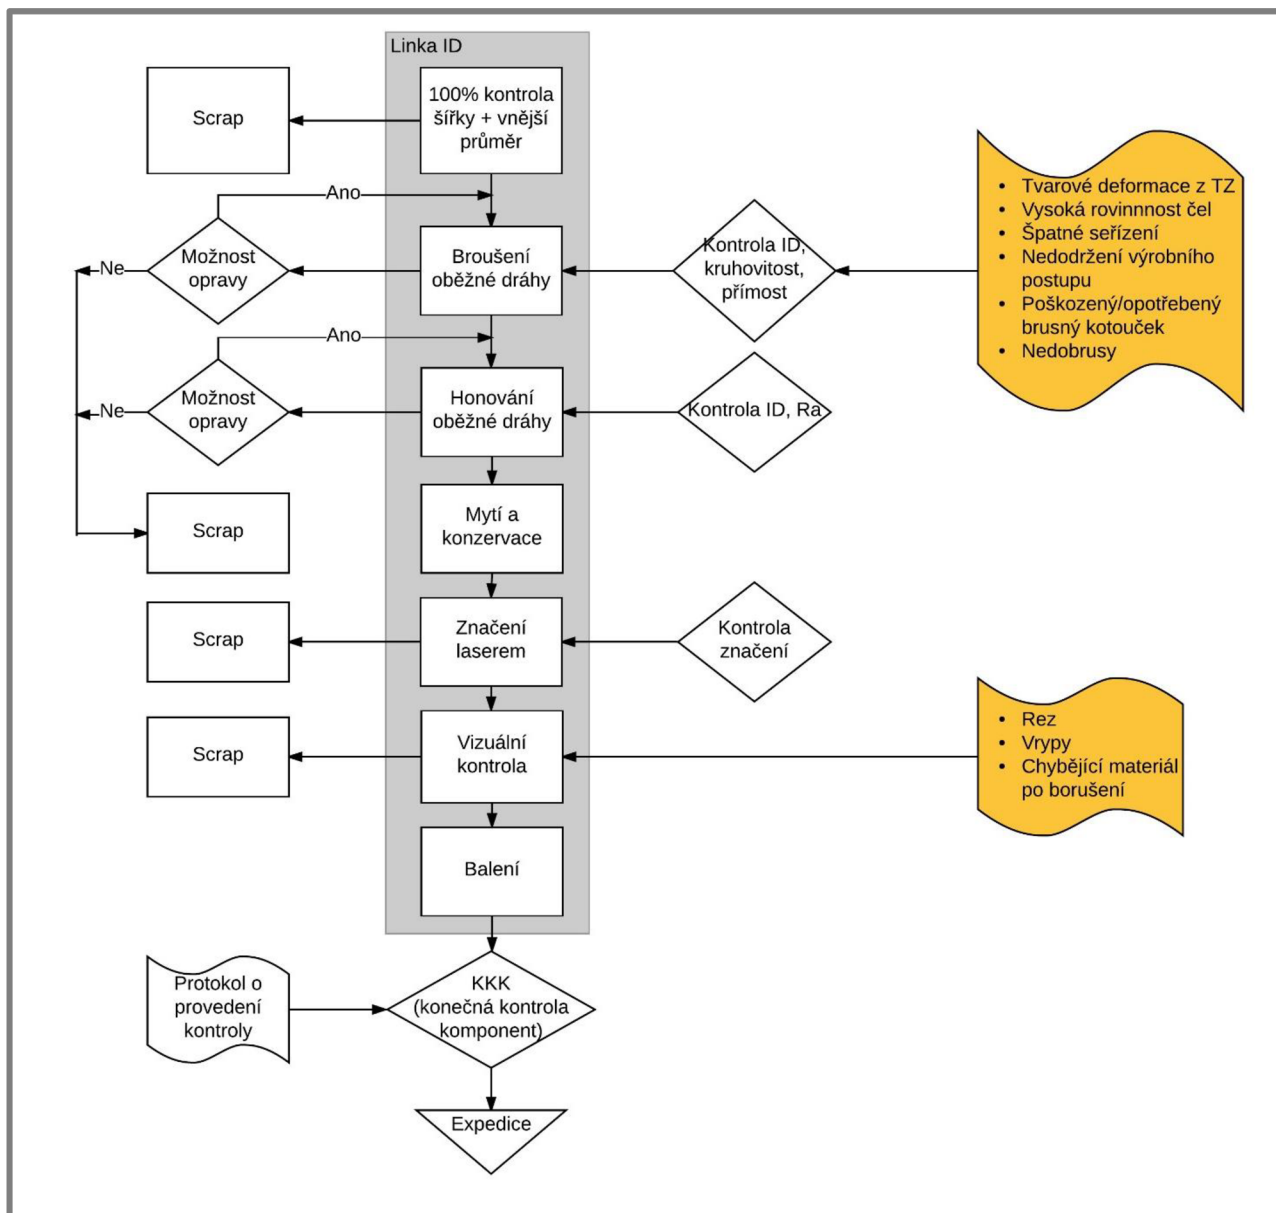 Linka ID
Scrap
100% kontrola
šířky + vnější
průměr
Ano
Možnost
opravy
Ne
Broušení
oběžné dráhy
Kontrola ID,
kruhovitost,
přímost
• Tvarové deformace z TZ
• Vysoká rovinnnost čel
• Špatné seřízení
• Nedodržení výrobního
postupu
• Poškozený/opotřebený
brusný kotouček
• Nedobrusy
Ano
Možnost
opravy
Ne
Honování
oběžné dráhy
Kontrola ID, Ra
Scrap
Mytí a
konzervace
Scrap
Značení
laserem
Kontrola
značení
Scrap
Vizuální
kontrola
• Rez
• Vrypy
• Chybějící materiál
po borušení
Balení
Protokol o
provedení
kontroly
KKK
(konečná kontrola
komponent)
Expedice